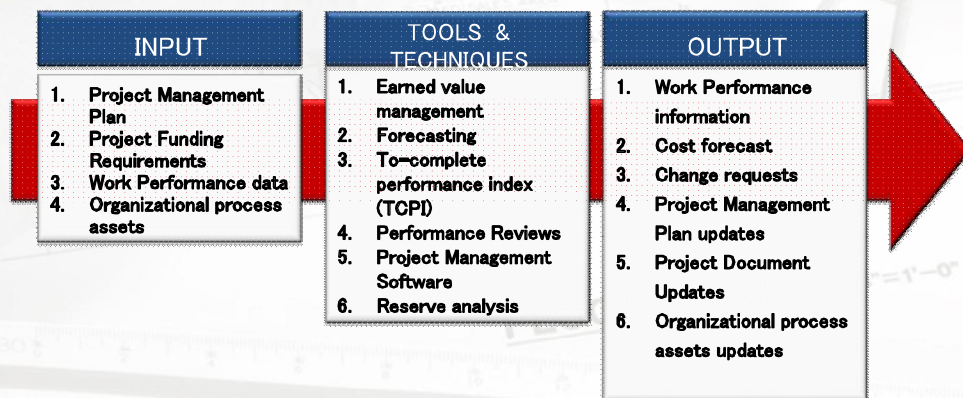 INPUT
1. Project Management
Plan
2. Project Funding
Requirements
3. Work Performance data
4. Organizational process
assets
TOOLS &
TECHNIQUES
1. Earned value
management
2. Forecasting
3. To-complete
performance index
(TCPI)
4. Performance Reviews
5. Project Management
Software
6. Reserve analysis
OUTPUT
1. Work Performance
information
2. Cost forecast
3. Change requests
4. Project Management
Plan updates
5. Project Document
Updates
6. Organizational process
assets updates
"=1'-0"